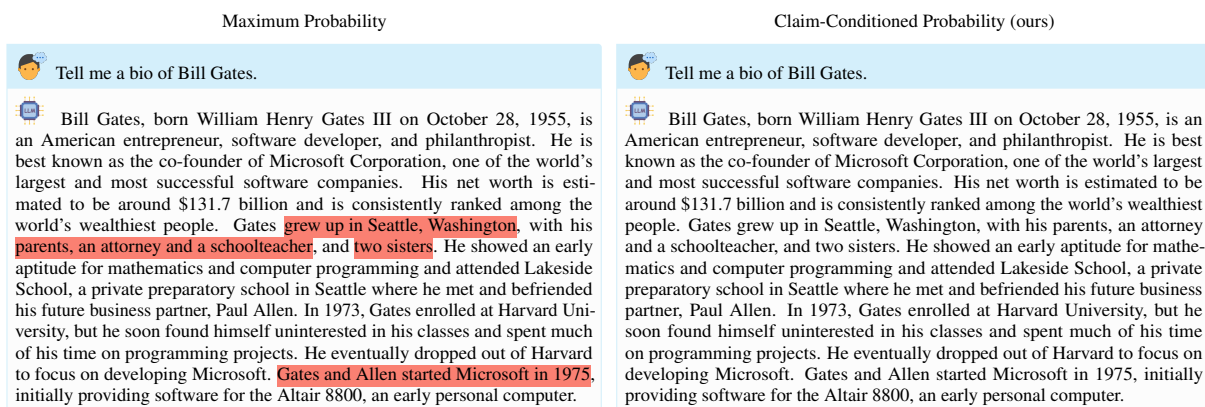 Maximum Probability
Tell me a bio of Bill Gates.
LLM
Bill Gates, born William Henry Gates III on October 28, 1955, is
an American entrepreneur, software developer, and philanthropist. He is
best known as the co-founder of Microsoft Corporation, one of the world's
largest and most successful software companies. His net worth is esti-
mated to be around $131.7 billion and is consistently ranked among the
world's wealthiest people. Gates grew up in Seattle, Washington, with his
parents, an attorney and a schoolteacher, and two sisters. He showed an early
aptitude for mathematics and computer programming and attended Lakeside
School, a private preparatory school in Seattle where he met and befriended
his future business partner, Paul Allen. In 1973, Gates enrolled at Harvard Uni-
versity, but he soon found himself uninterested in his classes and spent much
of his time on programming projects. He eventually dropped out of Harvard
to focus on developing Microsoft. Gates and Allen started Microsoft in 1975,
initially providing software for the Altair 8800, an early personal computer.
Claim-Conditioned Probability (ours)
Tell me a bio of Bill Gates.
LLM
Bill Gates, born William Henry Gates III on October 28, 1955, is an
American entrepreneur, software developer, and philanthropist. He is best
known as the co-founder of Microsoft Corporation, one of the world's largest
and most successful software companies. His net worth is estimated to be
around $131.7 billion and is consistently ranked among the world's wealthiest
people. Gates grew up in Seattle, Washington, with his parents, an attorney
and a schoolteacher, and two sisters. He showed an early aptitude for mathe-
matics and computer programming and attended Lakeside School, a private
preparatory school in Seattle where he met and befriended his future business
partner, Paul Allen. In 1973, Gates enrolled at Harvard University, but he
soon found himself uninterested in his classes and spent much of his time
on programming projects. He eventually dropped out of Harvard to focus on
developing Microsoft. Gates and Allen started Microsoft in 1975, initially
providing software for the Altair 8800, an early personal computer.